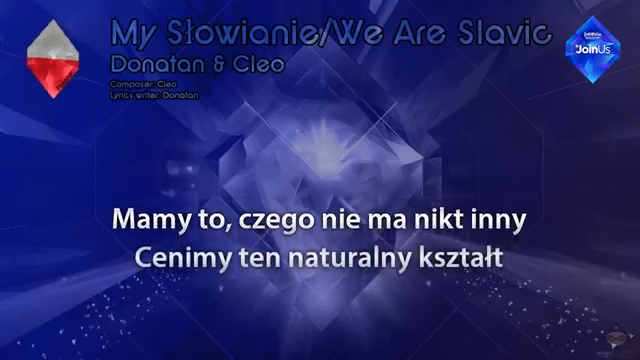 My Słowianie/We Are Slavic
Donatan & Cleo
Composer: Cleo
Lyrics writer: Donatan
#JoinUs
Mamy to, czego nie ma nikt inny
Cenimy ten naturalny kształt